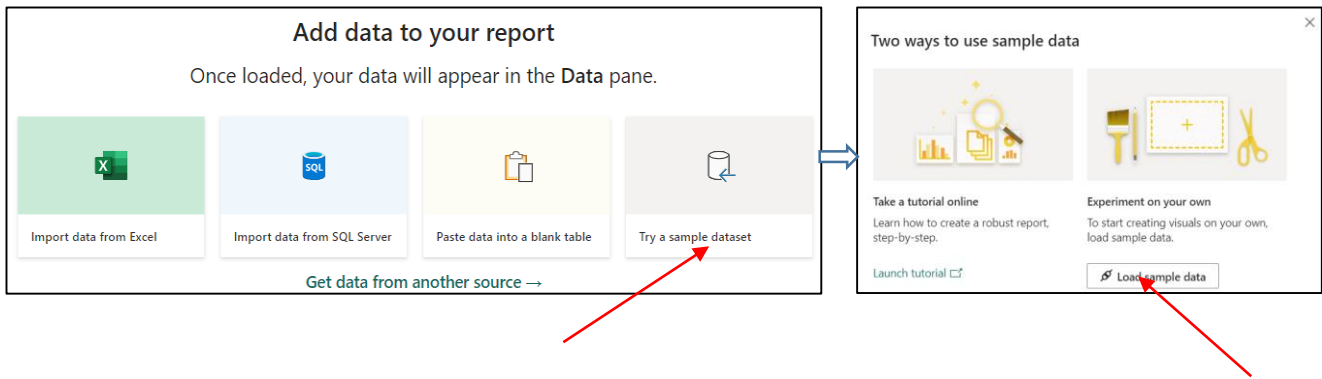 Add data to your report
Once loaded, your data will appear in the Data pane.
X
SQL
Import data from Excel
Import data from SQL Server
Paste data into a blank table
Try a sample dataset
Get data from another source →
Two ways to use sample data
Take a tutorial online
Learn how to create a robust report,
step-by-step.
Launch tutorial
Experiment on your own
To start creating visuals on your own,
load sample data.
Load sample data